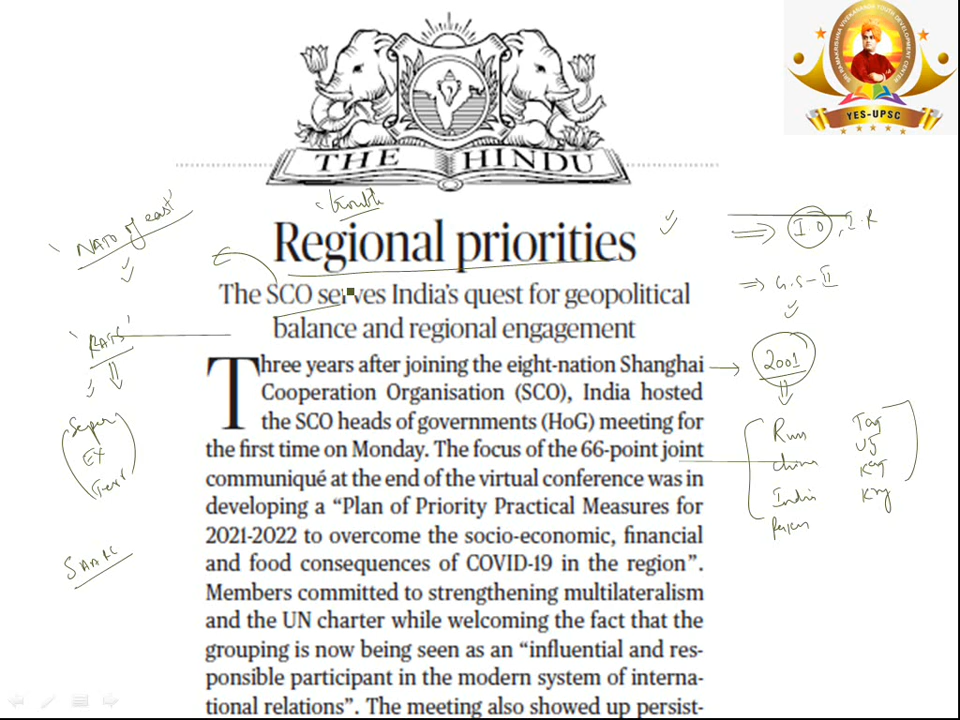 SRI RAMAKRISHNA VIVEKANANDA YOUTH DEVELOPMENT CENTER
YES-UPSC
THE HINDU
'NATO of east'
Regional priorities
I.O, I.R
The SCO serves India's quest for geopolitical
balance and regional engagement
G.S-II
'RATS'
Three years after joining the eight-nation Shanghai
Cooperation Organisation (SCO), India hosted
the SCO heads of governments (HoG) meeting for
the first time on Monday. The focus of the 66-point joint
communiqué at the end of the virtual conference was in
developing a “Plan of Priority Practical Measures for
2021-2022 to overcome the socio-economic, financial
and food consequences of COVID-19 in the region”.
Members committed to strengthening multilateralism
and the UN charter while welcoming the fact that the
grouping is now being seen as an “influential and res-
ponsible participant in the modern system of interna-
tional relations”. The meeting also showed up persist-
2001
China
India
SAARC